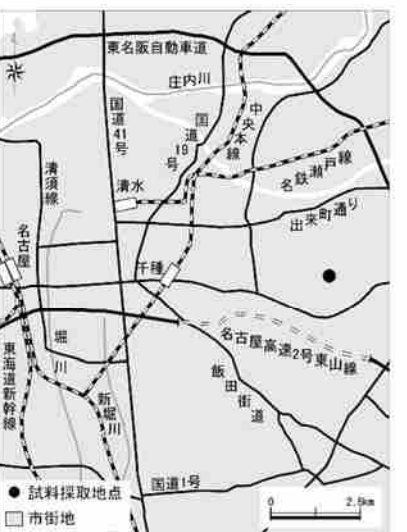 東名阪自動車道
庄内川
国道41号
国道19号
中央本線
名鉄瀬戸線
清須線
清水
出来町通り
名古屋
千種
名古屋高速2号東山線
堀川
飯田街道
東海道新幹線
新堀川
国道1号
● 試料採取地点
□ 市街地
0 2.5km